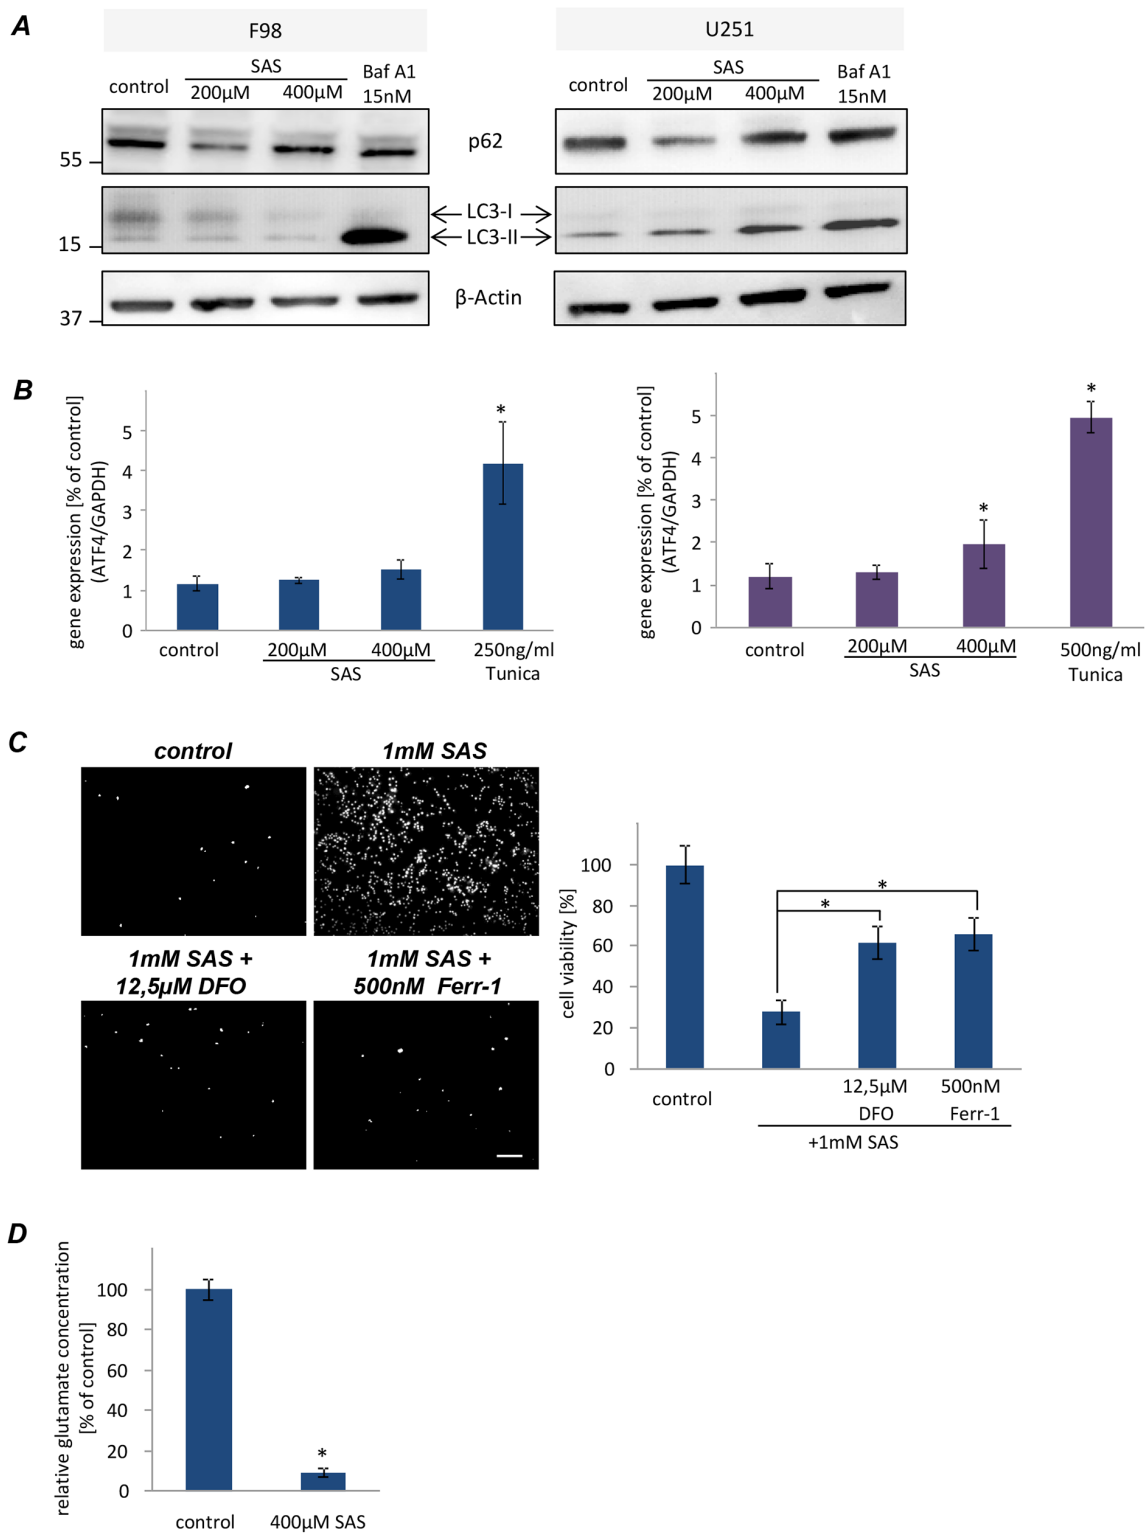 A
F98
U251
control
SAS
200µM
400µM
Baf A1
15nM
control
SAS
200µM
400µM
Baf A1
15nM
55
p62
LC3-I
LC3-II
15
β-Actin
37
B
gene expression [% of control]
(ATF4/GAPDH)
5
4
3
2
1
0
control
200µM
400µM
SAS
250ng/ml
Tunica
*
gene expression [% of control]
(ATF4/GAPDH)
5
4
3
2
1
0
control
200µM
400µM
SAS
500ng/ml
Tunica
*
*
C
control
1mM SAS
1mM SAS +
12,5µM DFO
1mM SAS +
500nM Ferr-1
cell viability [%]
100
80
60
40
20
0
*
*
control
12,5µM
DFO
500nM
Ferr-1
+1mM SAS
D
relative glutamate concentration
[% of control]
100
80
60
40
20
0
*
control
400µM SAS